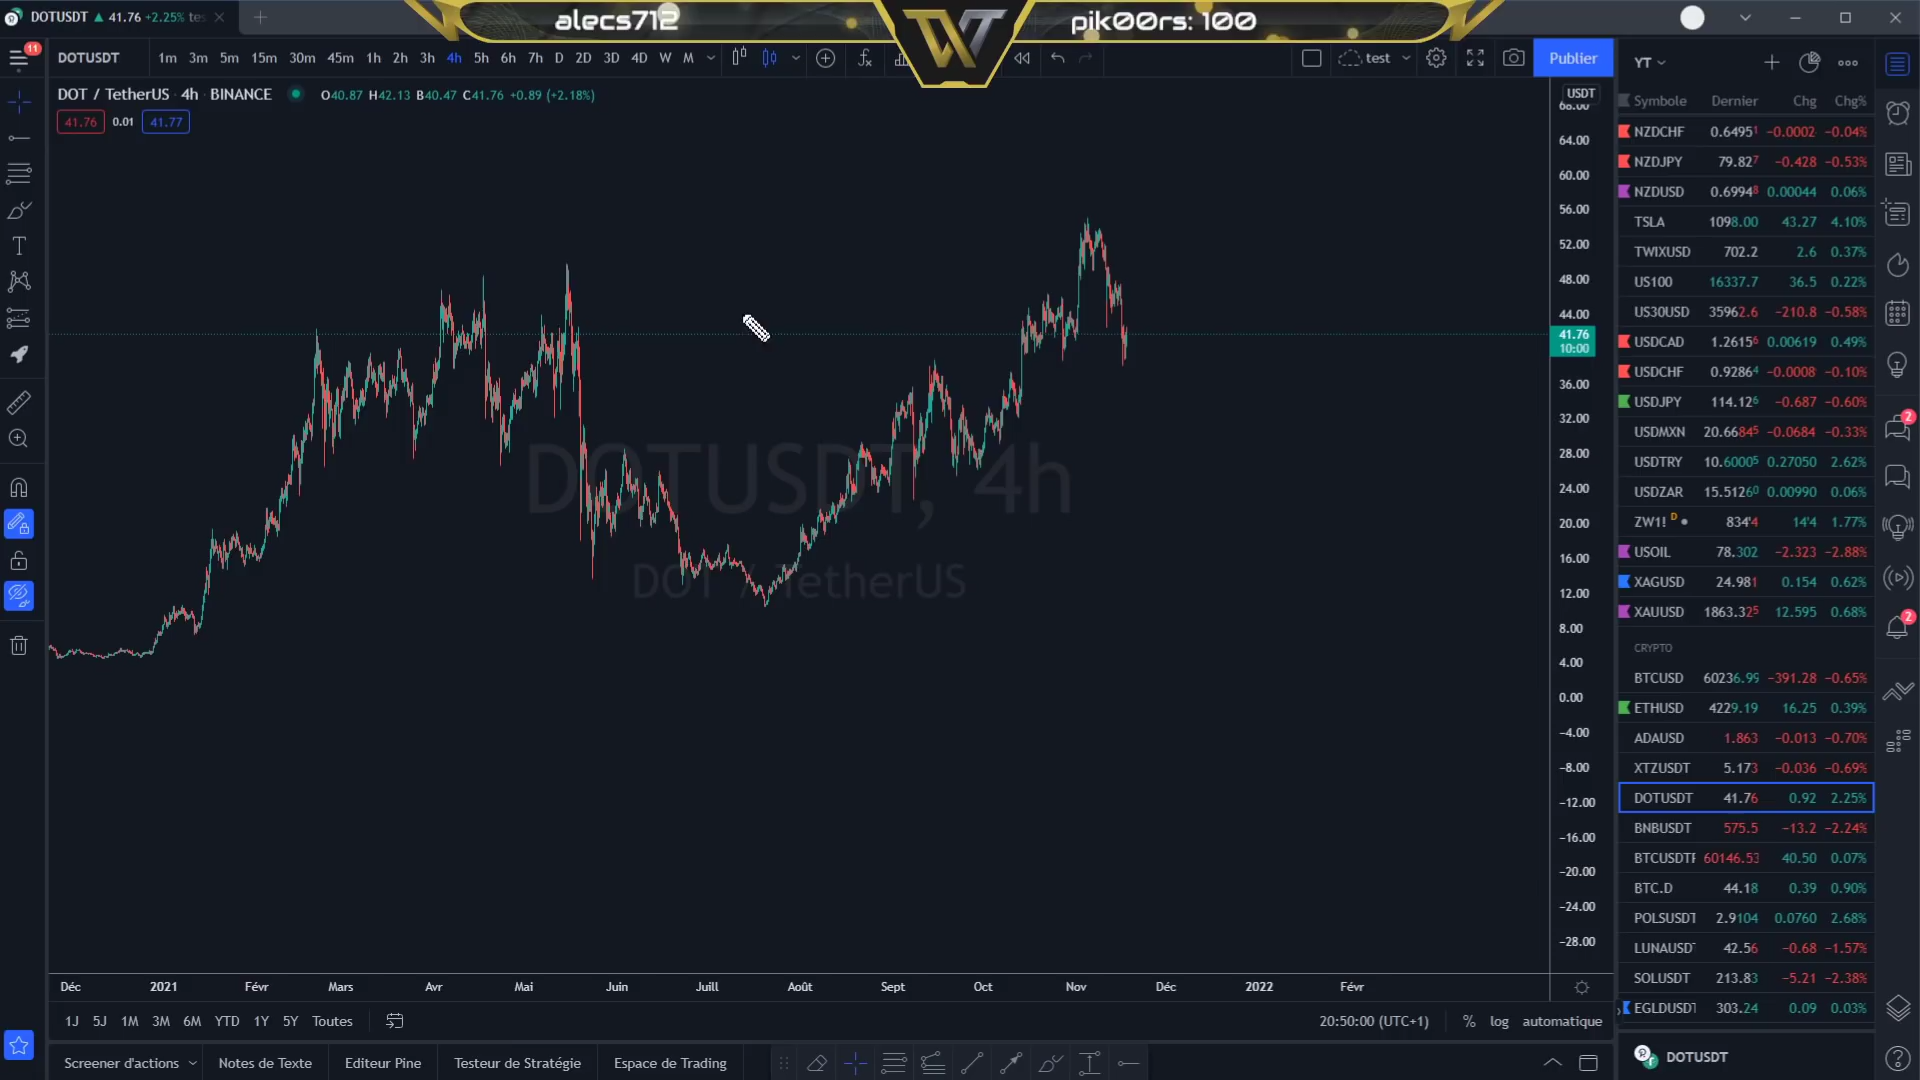 DOTUSDT ▲ 41.76 +2.25% tes
alecs712
pik00rs: 100
11
DOTUSDT 1m 3m 5m 15m 30m 45m 1h 2h 3h 4h 5h 6h 7h D 2D 3D 4D W M test Publier
YT
DOT / TetherUS · 4h · BINANCE O40.87 H42.13 B40.47 C41.76 +0.89 (+2.18%)
41.76 0.01 41.77
USDT
68.00
64.00
60.00
56.00
52.00
48.00
44.00
41.76
10:00
36.00
32.00
28.00
24.00
20.00
16.00
12.00
8.00
4.00
0.00
−4.00
−8.00
−12.00
−16.00
−20.00
−24.00
−28.00
DOTUSDT, 4h
DOT / TetherUS
Déc 2021 Févr Mars Avr Mai Juin Juill Août Sept Oct Nov Déc 2022 Févr
1J 5J 1M 3M 6M YTD 1Y 5Y Toutes
20:50:00 (UTC+1) % log automatique
Screener d'actions Notes de Texte Editeur Pine Testeur de Stratégie Espace de Trading
Symbole Dernier Chg Chg%
NZDCHF 0.64951 −0.0002 −0.04%
NZDJPY 79.827 −0.428 −0.53%
NZDUSD 0.69948 0.00044 0.06%
TSLA 1098.00 43.27 4.10%
TWIXUSD 702.2 2.6 0.37%
US100 16337.7 36.5 0.22%
US30USD 35962.6 −210.8 −0.58%
USDCAD 1.26156 0.00619 0.49%
USDCHF 0.92864 −0.0008 −0.10%
USDJPY 114.126 −0.687 −0.60%
USDMXN 20.66845 −0.0684 −0.33%
USDTRY 10.60005 0.27050 2.62%
USDZAR 15.51260 0.00990 0.06%
ZW1! D 834'4 14'4 1.77%
USOIL 78.302 −2.323 −2.88%
XAGUSD 24.981 0.154 0.62%
XAUUSD 1863.325 12.595 0.68%
CRYPTO
BTCUSD 60236.99 −391.28 −0.65%
ETHUSD 4229.19 16.25 0.39%
ADAUSD 1.863 −0.013 −0.70%
XTZUSDT 5.173 −0.036 −0.69%
DOTUSDT 41.76 0.92 2.25%
BNBUSDT 575.5 −13.2 −2.24%
BTCUSDTF 60146.53 40.50 0.07%
BTC.D 44.18 0.39 0.90%
POLSUSDT 2.9104 0.0760 2.68%
LUNAUSDT 42.56 −0.68 −1.57%
SOLUSDT 213.83 −5.21 −2.38%
EGLDUSDT 303.24 0.09 0.03%
DOTUSDT
2
2